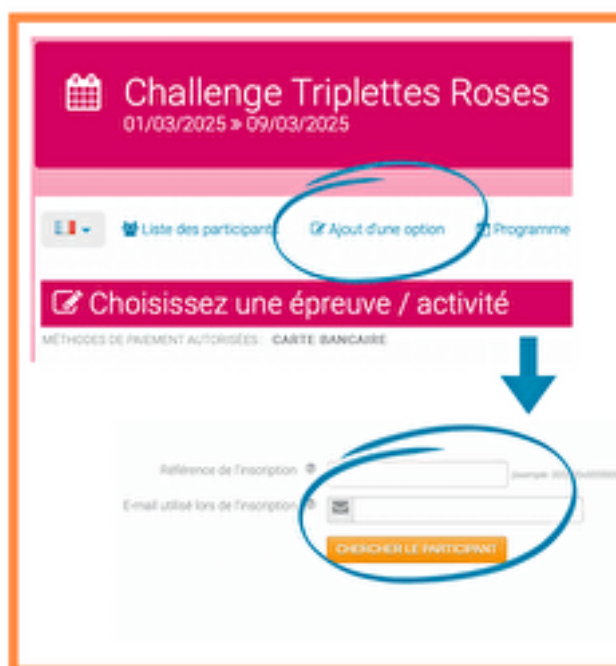 Challenge Triplettes Roses
01/03/2025 » 09/03/2025
Liste des participants
Ajout d'une option
Programme
Choisissez une épreuve / activité
MÉTHODES DE PAIEMENT AUTORISÉES : CARTE BANCAIRE
Référence de l'inscription
(exemple
E-mail utilisé lors de l'inscription
CHERCHER LE PARTICIPANT